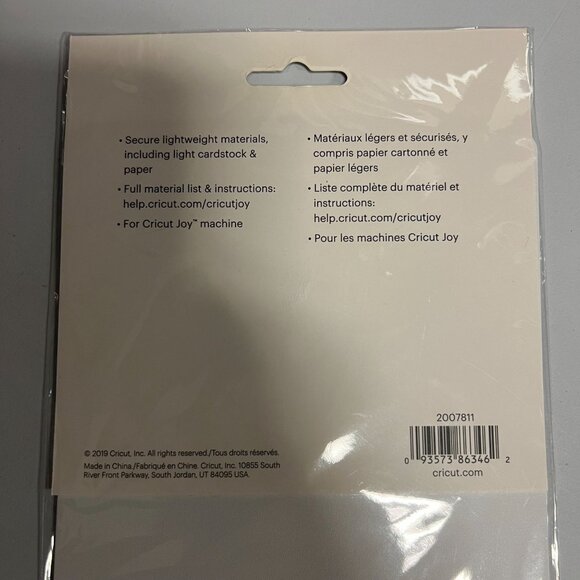 • Secure lightweight materials,
including light cardstock &
paper
• Full material list & instructions:
help.cricut.com/cricutjoy
• For Cricut Joy™ machine
• Matériaux légers et sécurisés, y
compris papier cartonné et
papier légers
• Liste complète du matériel et
instructions:
help.cricut.com/cricutjoy
• Pour les machines Cricut Joy
© 2019 Cricut, Inc. All rights reserved./Tous droits réservés.
Made in China./Fabriqué en Chine. Cricut, Inc. 10855 South
River Front Parkway, South Jordan, UT 84095 USA.
2007811
0 93573 86346 2
cricut.com